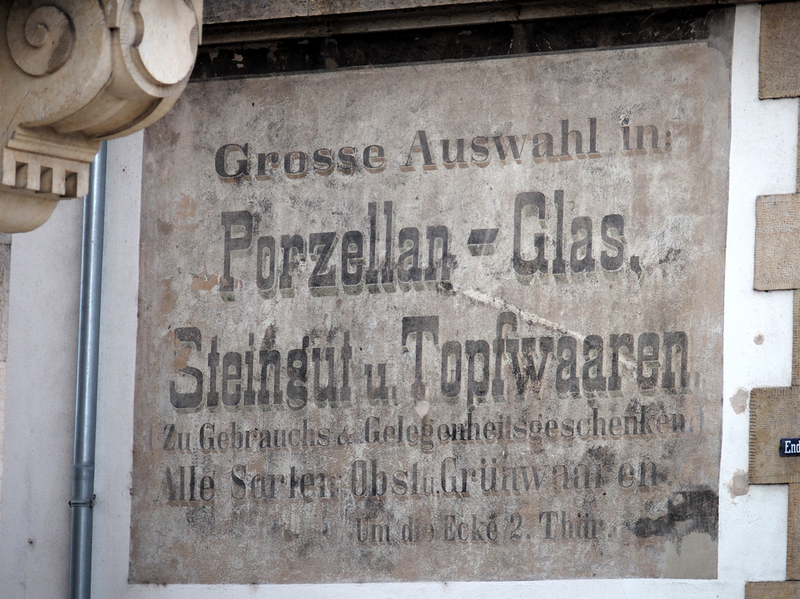 Grosse Auswahl in:
Porzellan-Glas,
Steingut u. Topfwaaren.
(Zu Gebrauchs & Gelegenheitsgeschenken.)
Alle Sorten Obst u. Grünwaaren
Um die Ecke 2. Thür.
End